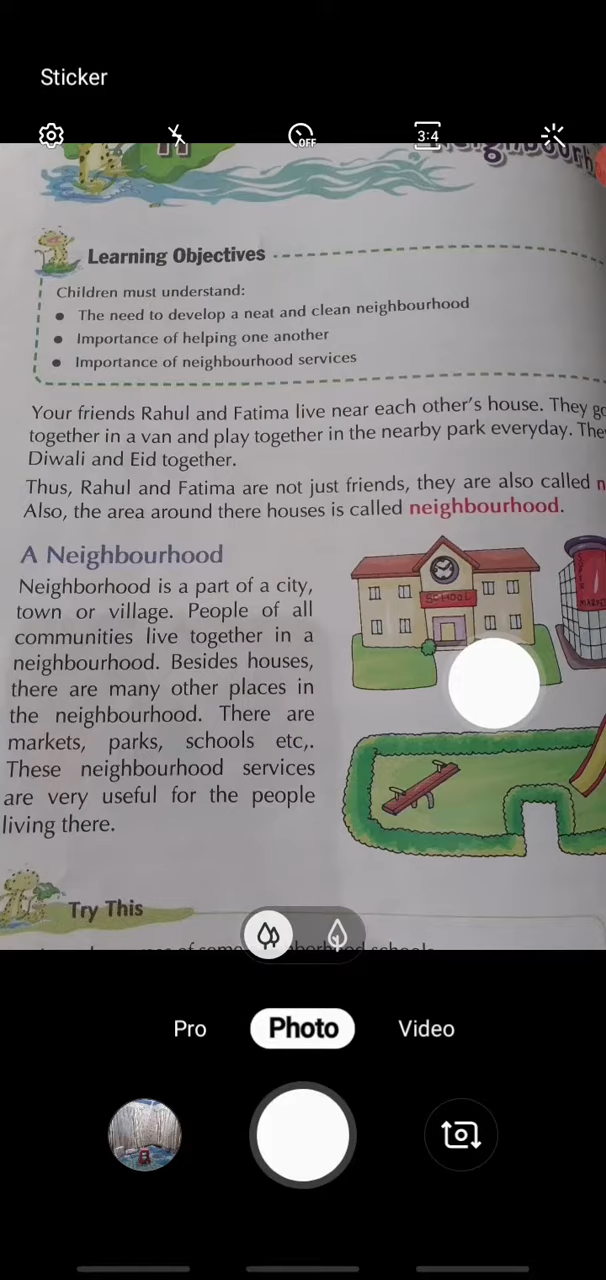 Sticker
OFF
3:4
Learning Objectives
Children must understand:
• The need to develop a neat and clean neighbourhood
• Importance of helping one another
• Importance of neighbourhood services
Your friends Rahul and Fatima live near each other's house. They
together in a van and play together in the nearby park everyday.
Diwali and Eid together.
Thus, Rahul and Fatima are not just friends, they are also called
Also, the area around there houses is called neighbourhood.
A Neighbourhood
Neighborhood is a part of a city,
town or village. People of all
communities live together in a
neighbourhood. Besides houses,
there are many other places in
the neighbourhood. There are
markets, parks, schools etc,.
These neighbourhood services
are very useful for the people
living there.
SCHOOL
Try This
Pro
Photo
Video